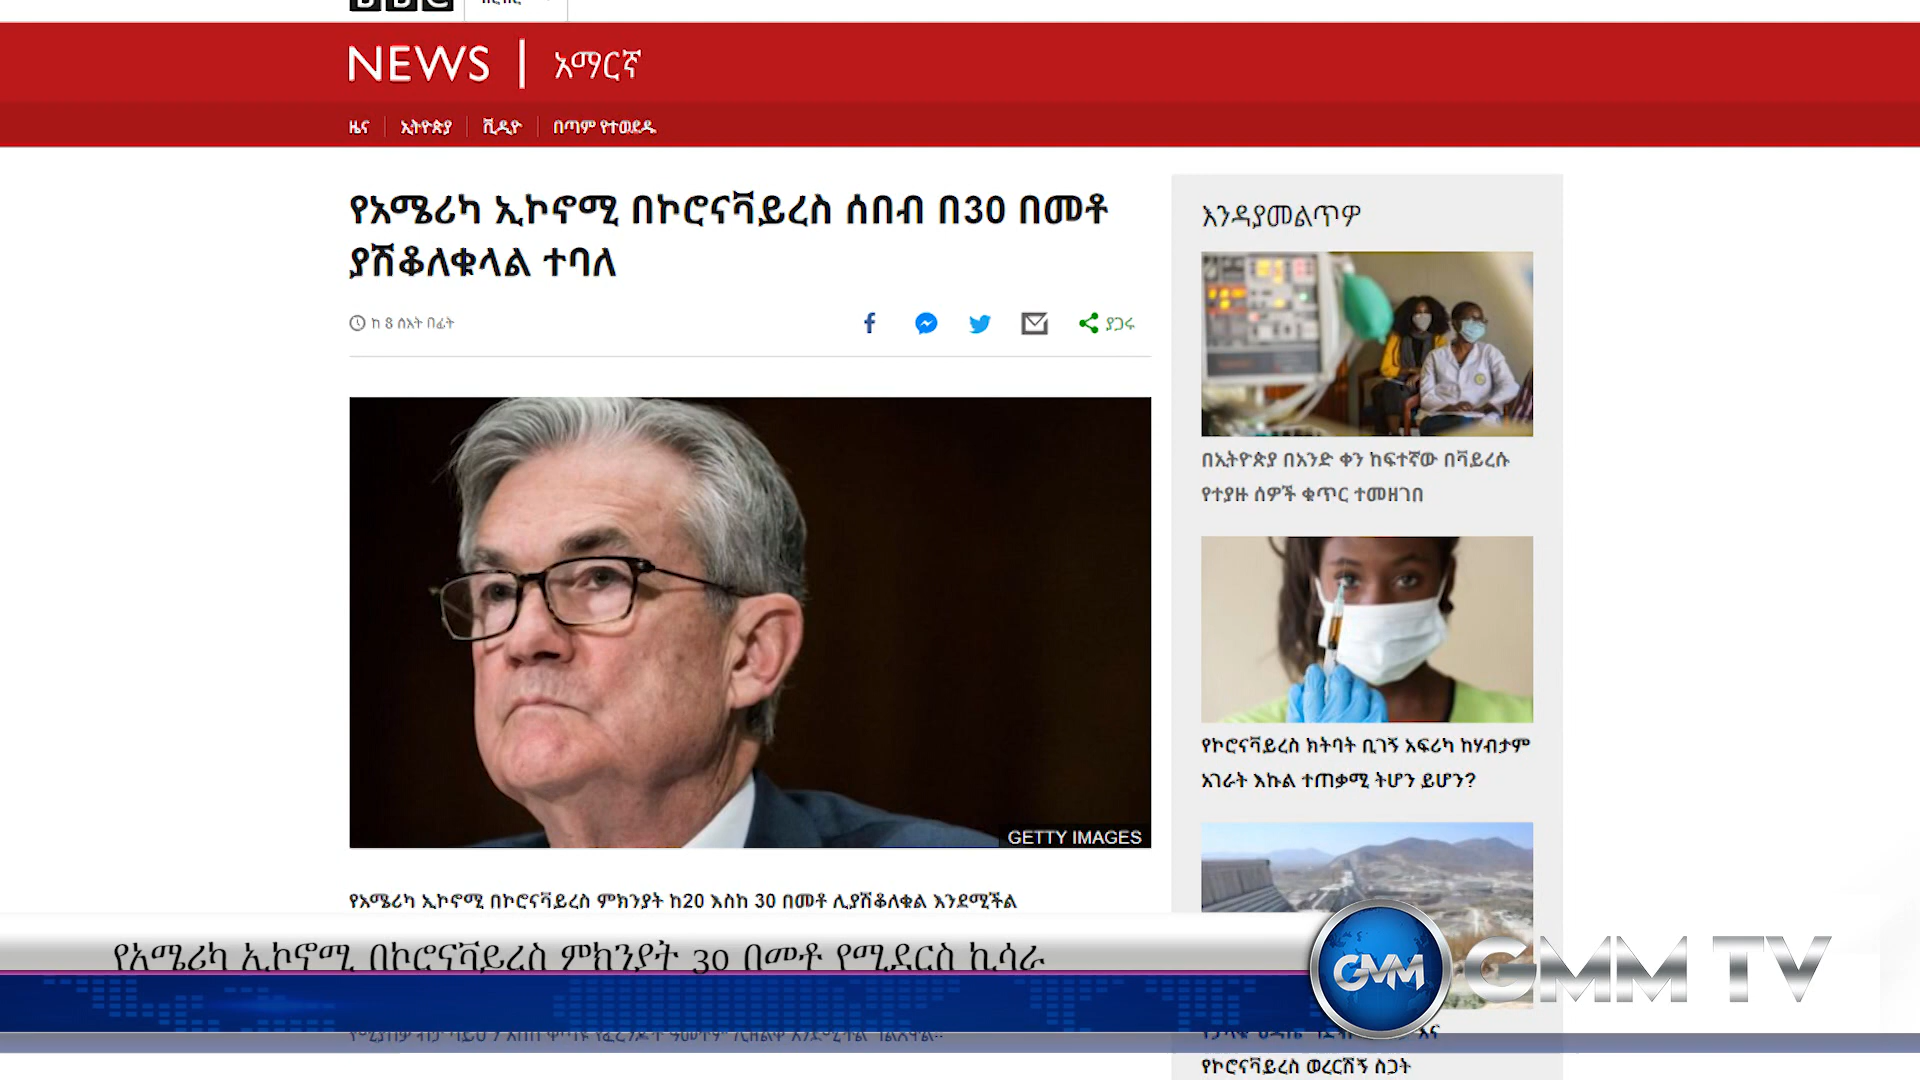 BBC
NEWS | አማርኛ
ዜና
ኢትዮጵያ
ቪዲዮ
በጣም የተወደዱ
የአሜሪካ ኢኮኖሚ በኮሮናቫይረስ ሰበብ በ30 በመቶ
ያሽቆለቁላል ተባለ
ከ 8 ሰአት በፊት
ያጋሩ
GETTY IMAGES
የአሜሪካ ኢኮኖሚ በኮሮናቫይረስ ምክንያት ከ20 እስከ 30 በመቶ ሊያሽቆለቁል እንደሚችል
እንዳያመልጥዎ
በኢትዮጵያ በአንድ ቀን ከፍተኛው በቫይረሱ
የተያዙ ሰዎች ቁጥር ተመዘገበ
የኮሮናቫይረስ ክትባት ቢገኝ አፍሪካ ከሃብታም
አገራት እኩል ተጠቃሚ ትሆን ይሆን?
የኮሮናቫይረስ ወረርሽኝ ስጋት
የአሜሪካ ኢኮኖሚ በኮሮናቫይረስ ምክንያት 30 በመቶ የሚደርስ ኪሳራ
GMM
GMM TV